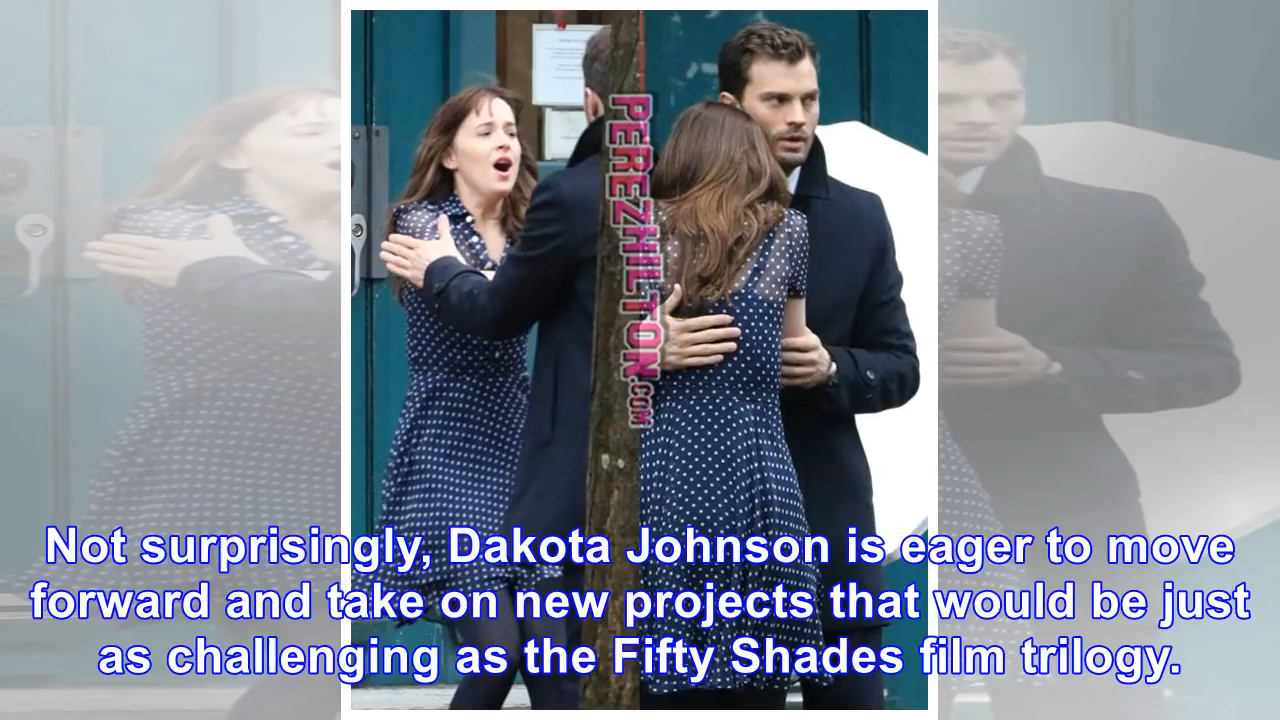 PEREZHILTON.COM
Not surprisingly, Dakota Johnson is eager to move
forward and take on new projects that would be just
as challenging as the Fifty Shades film trilogy.